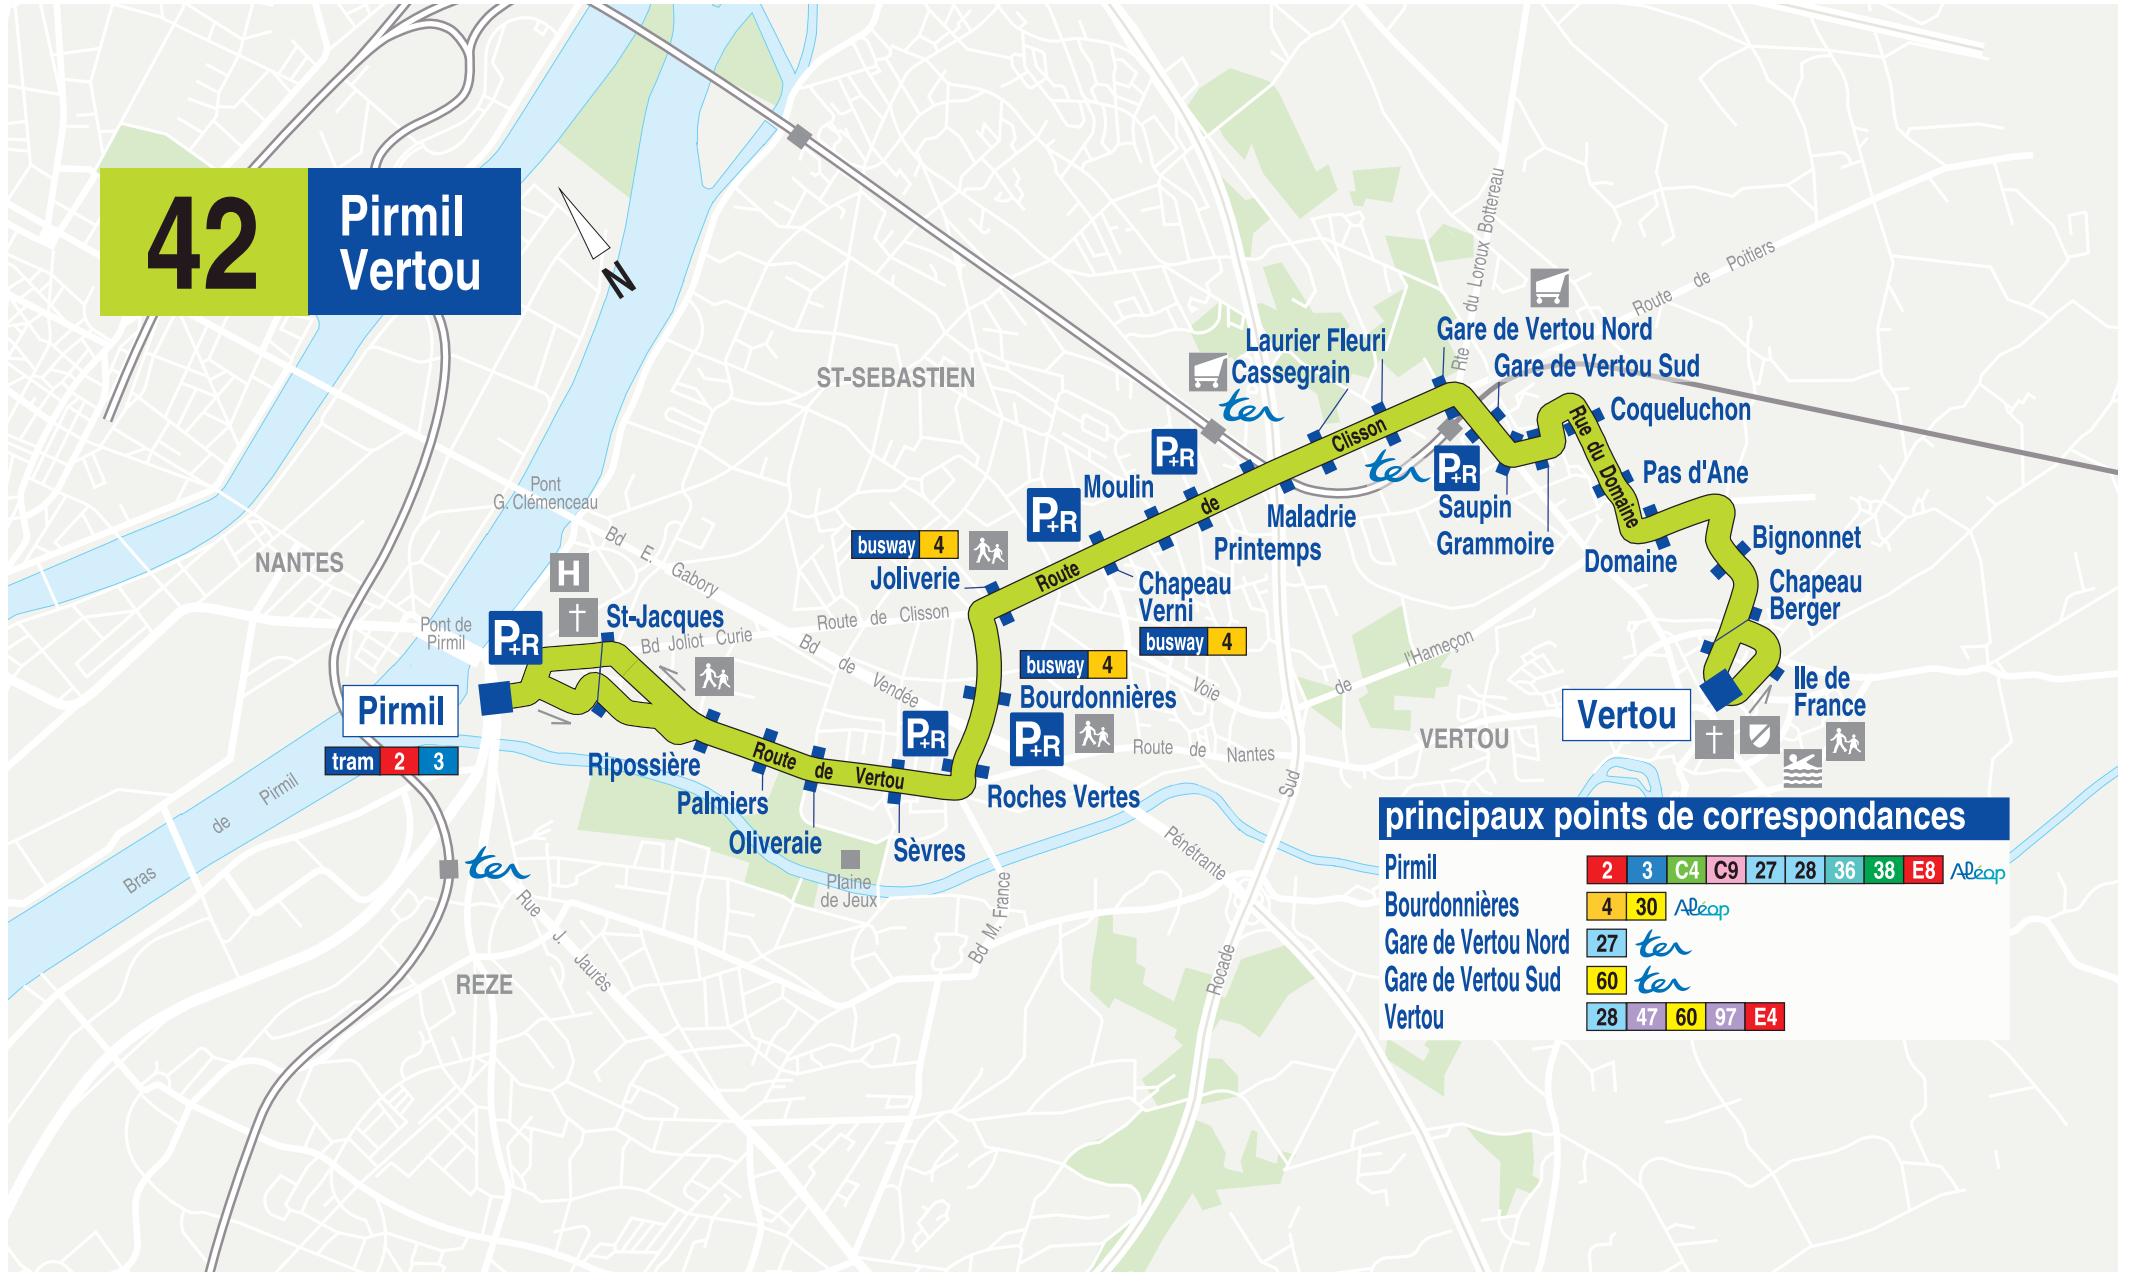 42
Pirmil
Vertou
N
ST-SEBASTIEN
NANTES
REZE
VERTOU
Pont
G. Clémenceau
Bd E. Gabory
Pont de
Pirmil
Bd Joliot Curie
Route de Clisson
Bd de Vendée
Bras de Pirmil
Rue J. Jaurès
Plaine
de Jeux
Bd M. France
Pénétrante
Rocade Sud
Route de Nantes
Voie de l'Hameçon
Rte du Loroux Bottereau
Route de Poitiers
H
P+R
Pirmil
tram 2 3
ter
St-Jacques
Ripossière
Palmiers
Oliveraie
Sèvres
Route de Vertou
P+R
Roches Vertes
busway 4
Bourdonnières
P+R
busway 4
Joliverie
Route de Clisson
P+R
Moulin
Chapeau
Verni
busway 4
P+R
Printemps
Maladrie
ter
Cassegrain
Laurier Fleuri
Gare de Vertou Nord
Gare de Vertou Sud
ter
P+R
Saupin
Grammoire
Coqueluchon
Rue du Domaine
Pas d'Ane
Domaine
Bignonnet
Chapeau
Berger
Ile de
France
Vertou
principaux points de correspondances
Pirmil 2 3 C4 C9 27 28 36 38 E8 Aléop
Bourdonnières 4 30 Aléop
Gare de Vertou Nord 27 ter
Gare de Vertou Sud 60 ter
Vertou 28 47 60 97 E4